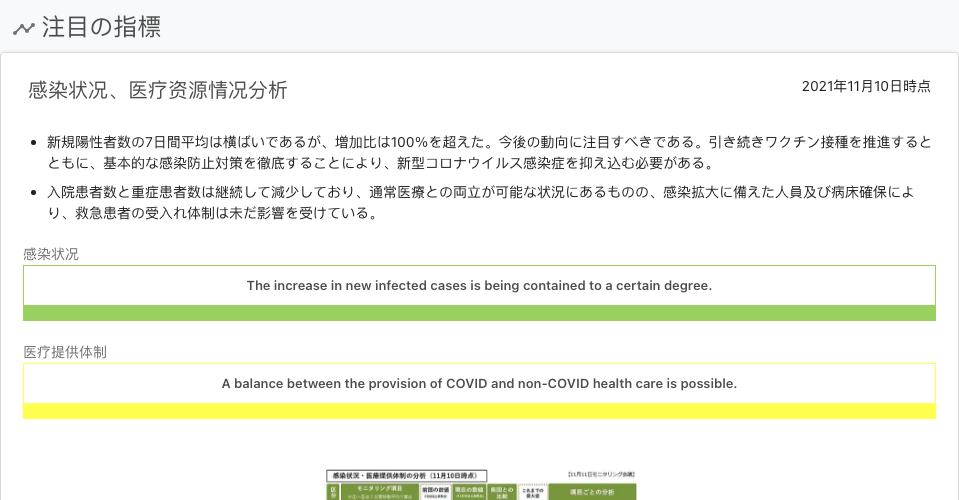 注目の指標
感染状况、医疗资源情况分析
2021年11月10日時点
新規陽性者数の7日間平均は横ばいであるが、増加比は100％を超えた。今後の動向に注目すべきである。引き続きワクチン接種を推進すると
ともに、基本的な感染防止対策を徹底することにより、新型コロナウイルス感染症を抑え込む必要がある。
入院患者数と重症患者数は継続して減少しており、通常医療との両立が可能な状況にあるものの、感染拡大に備えた人員及び病床確保によ
り、救急患者の受入れ体制は未だ影響を受けている。
感染状况
The increase in new infected cases is being contained to a certain degree.
医疗提供体制
A balance between the provision of COVID and non-COVID health care is possible.
感染状況・医療提供体制の分析（11月10日時点）
【11月11日モニタリング会議】
区分 モニタリング項目 前回の数値 現在の数値 前回との比較 これまでの最大値 項目ごとの分析